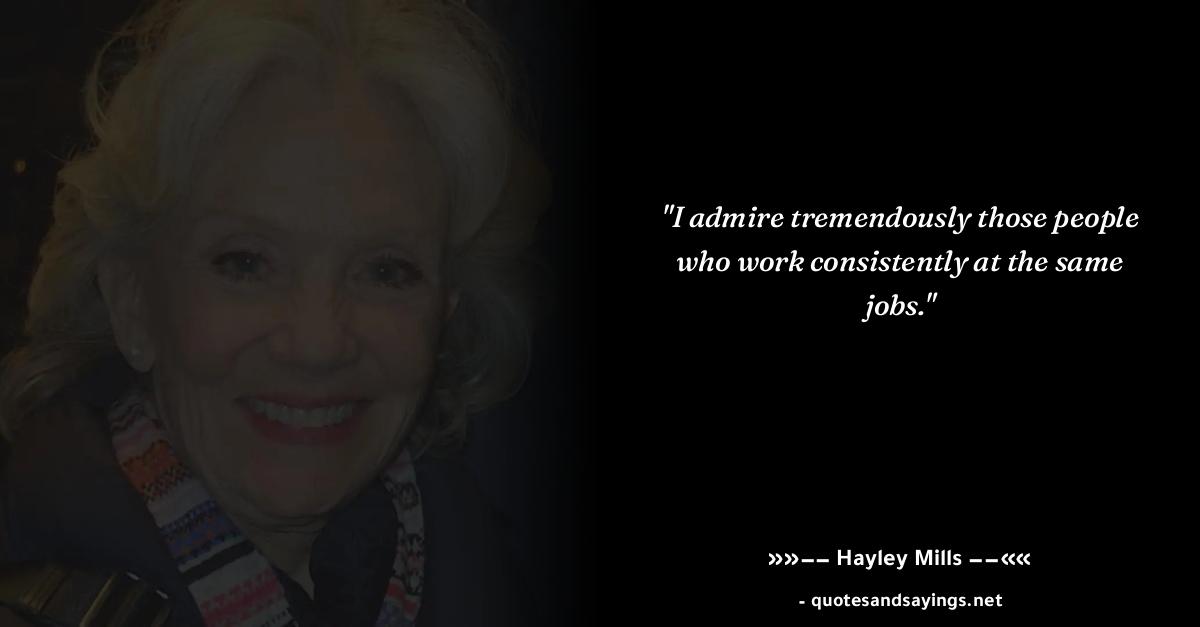 "I admire tremendously those people
who work consistently at the same
jobs."
»»−− Hayley Mills −−««
- quotesandsayings.net